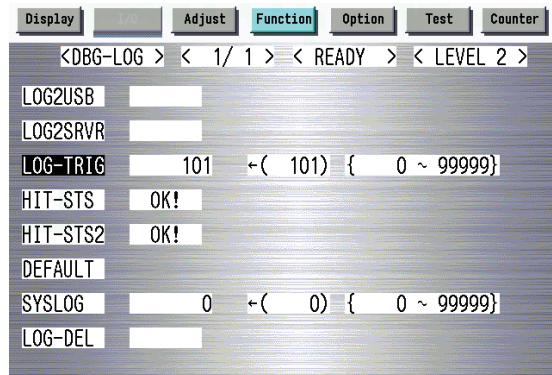 Display I/O Adjust Function Option Test Counter
<DBG-LOG > < 1/ 1 > < READY > < LEVEL 2 >
LOG2USB
LOG2SRVR
LOG-TRIG 101 ←( 101) { 0 ~ 99999}
HIT-STS OK!
HIT-STS2 OK!
DEFAULT
SYSLOG 0 ←( 0) { 0 ~ 99999}
LOG-DEL